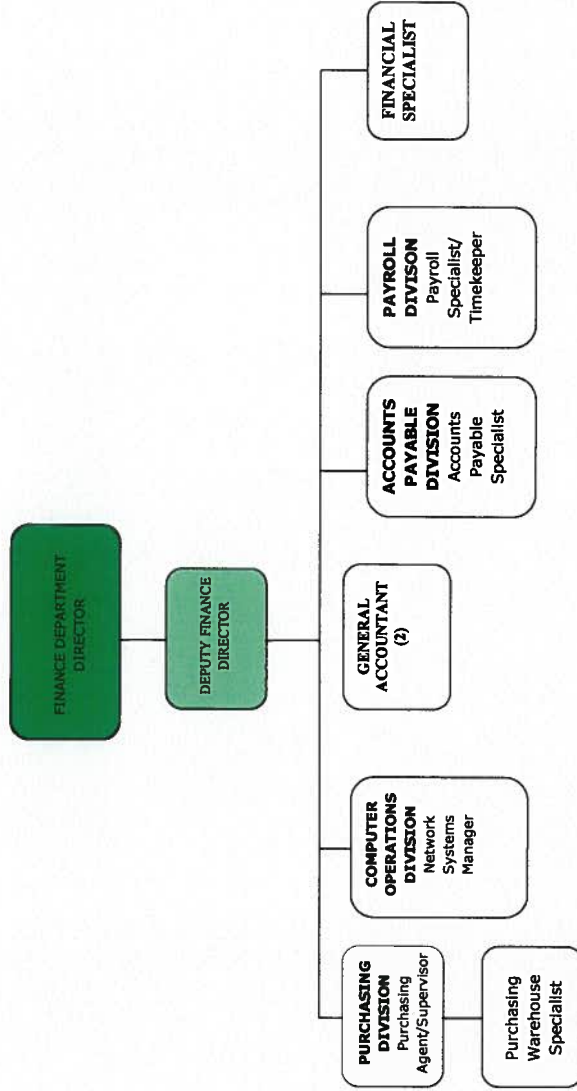 FINANCE DEPARTMENT
DIRECTOR
DEPUTY FINANCE
DIRECTOR
PURCHASING
DIVISION
Purchasing
Agent/Supervisor
Purchasing
Warehouse
Specialist
COMPUTER
OPERATIONS
DIVISION
Network
Systems
Manager
GENERAL
ACCOUNTANT
(2)
ACCOUNTS
PAYABLE
DIVISION
Accounts
Payable
Specialist
PAYROLL
DIVISON
Payroll
Specialist/
Timekeeper
FINANCIAL
SPECIALIST